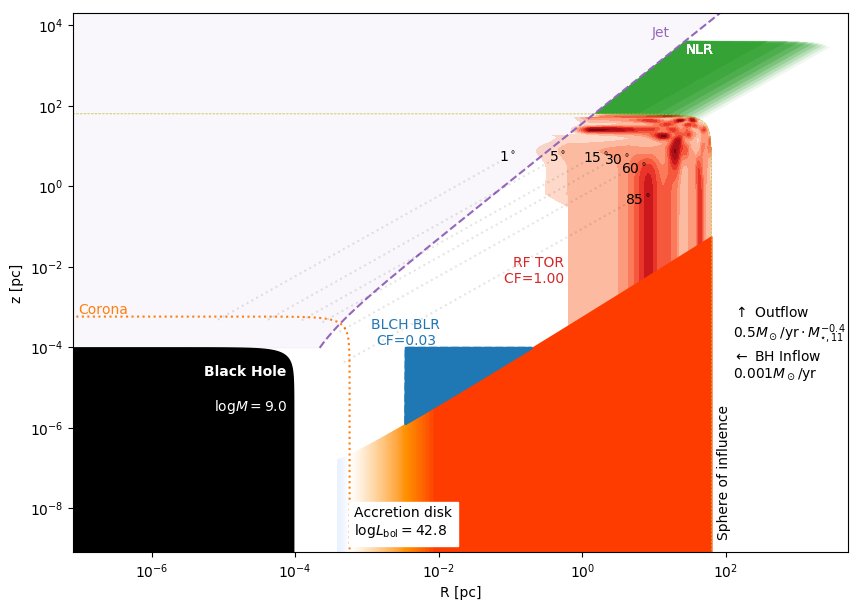 10^4
10^2
10^0
10^−2
10^−4
10^−6
10^−8
z [pc]
Jet
NLR
1°
5°
15°
30°
60°
85°
RF TOR
CF=1.00
Corona
BLCH BLR
CF=0.03
Black Hole
logM = 9.0
↑ Outflow
0.5M_⊙/yr · M_{⋆,11}^{−0.4}
← BH Inflow
0.001M_⊙/yr
Sphere of influence
Accretion disk
logL_bol = 42.8
10^−6
10^−4
10^−2
10^0
10^2
R [pc]